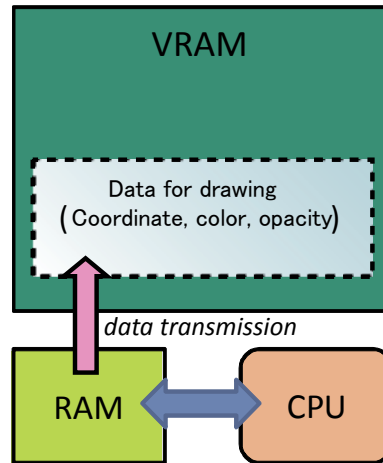 VRAM
Data for drawing
(Coordinate, color, opacity)
data transmission
RAM
CPU